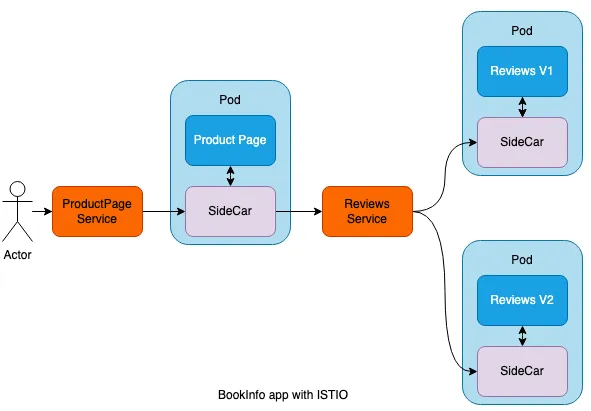 Actor
ProductPage
Service
Pod
Product Page
SideCar
Reviews
Service
Pod
Reviews V1
SideCar
Pod
Reviews V2
SideCar
BookInfo app with ISTIO